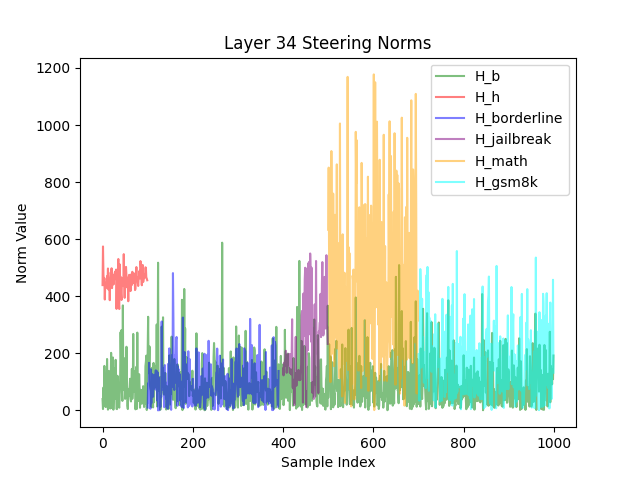 Layer 34 Steering Norms
H_b
H_h
H_borderline
H_jailbreak
H_math
H_gsm8k
1200
1000
800
600
400
200
0
Norm Value
0 200 400 600 800 1000
Sample Index